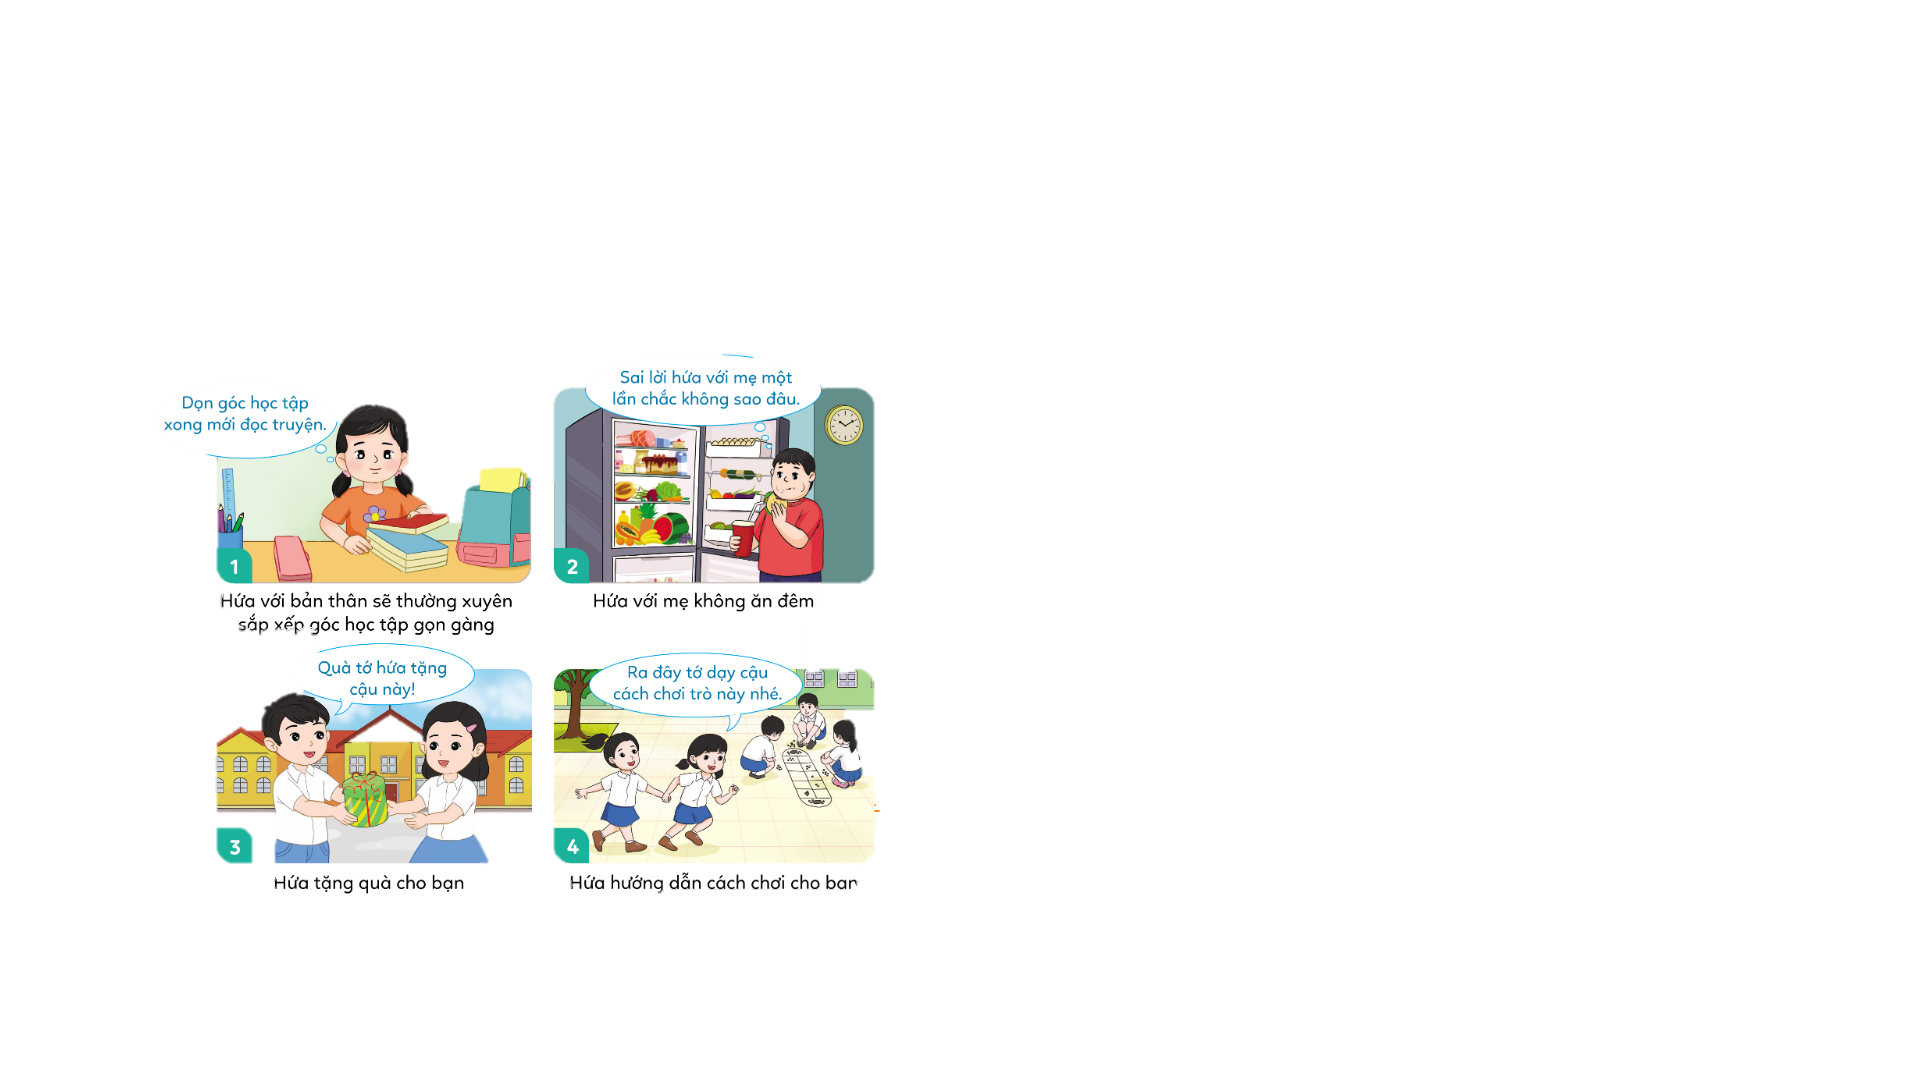 Dọn góc học tập
xong mới đọc truyện.
1
Hứa với bản thân sẽ thường xuyên
sắp xếp góc học tập gọn gàng
Sai lời hứa với mẹ một
lần chắc không sao đâu.
2
Hứa với mẹ không ăn đêm
Quà tớ hứa tặng
cậu này!
3
Hứa tặng quà cho bạn
Ra đây tớ dạy cậu
cách chơi trò này nhé.
4
Hứa hướng dẫn cách chơi cho bạn